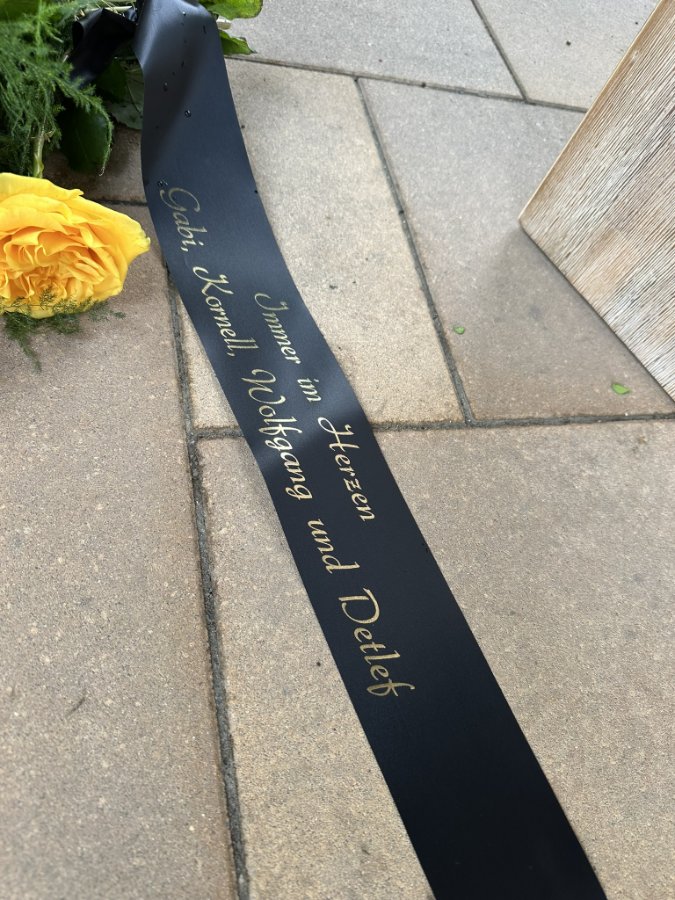 Immer im Herzen
Gabi, Kornell, Wolfgang und Detlef